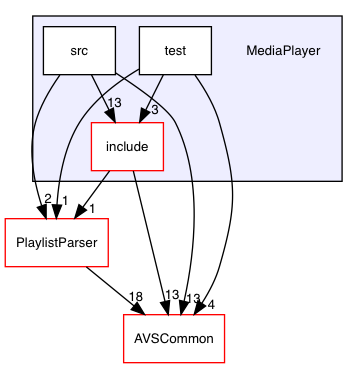 src
test
MediaPlayer
13
3
include
2
1
1
PlaylistParser
18
13
13
4
AVSCommon